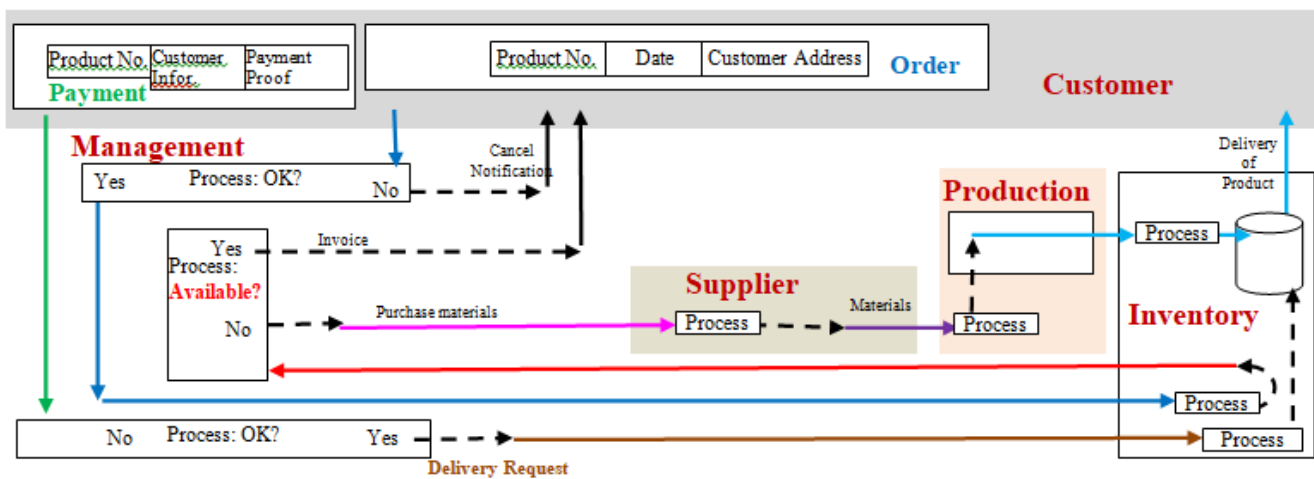 Product No.
Customer
Infor.
Payment
Proof
Payment
Product No.
Date
Customer Address
Order
Customer
Management
Yes
Process: OK?
No
Cancel
Notification
Delivery
of
Product
Production
Process
Yes
Invoice
Process:
Available?
No
Purchase materials
Supplier
Process
Materials
Process
Inventory
Process
No
Process: OK?
Yes
Process
Delivery Request